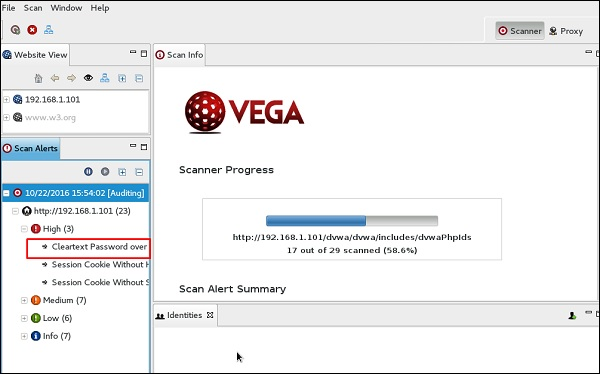 File Scan Window Help
Scanner Proxy
Website View
192.168.1.101
www.w3.org
Scan Alerts
10/22/2016 15:54:02 [Auditing]
http://192.168.1.101 (23)
High (3)
Cleartext Password over
Session Cookie Without H
Session Cookie Without S
Medium (7)
Low (6)
Info (7)
Scan Info
VEGA
Scanner Progress
http://192.168.1.101/dvwa/dvwa/includes/dvwaPhpIds
17 out of 29 scanned (58.6%)
Scan Alert Summary
Identities